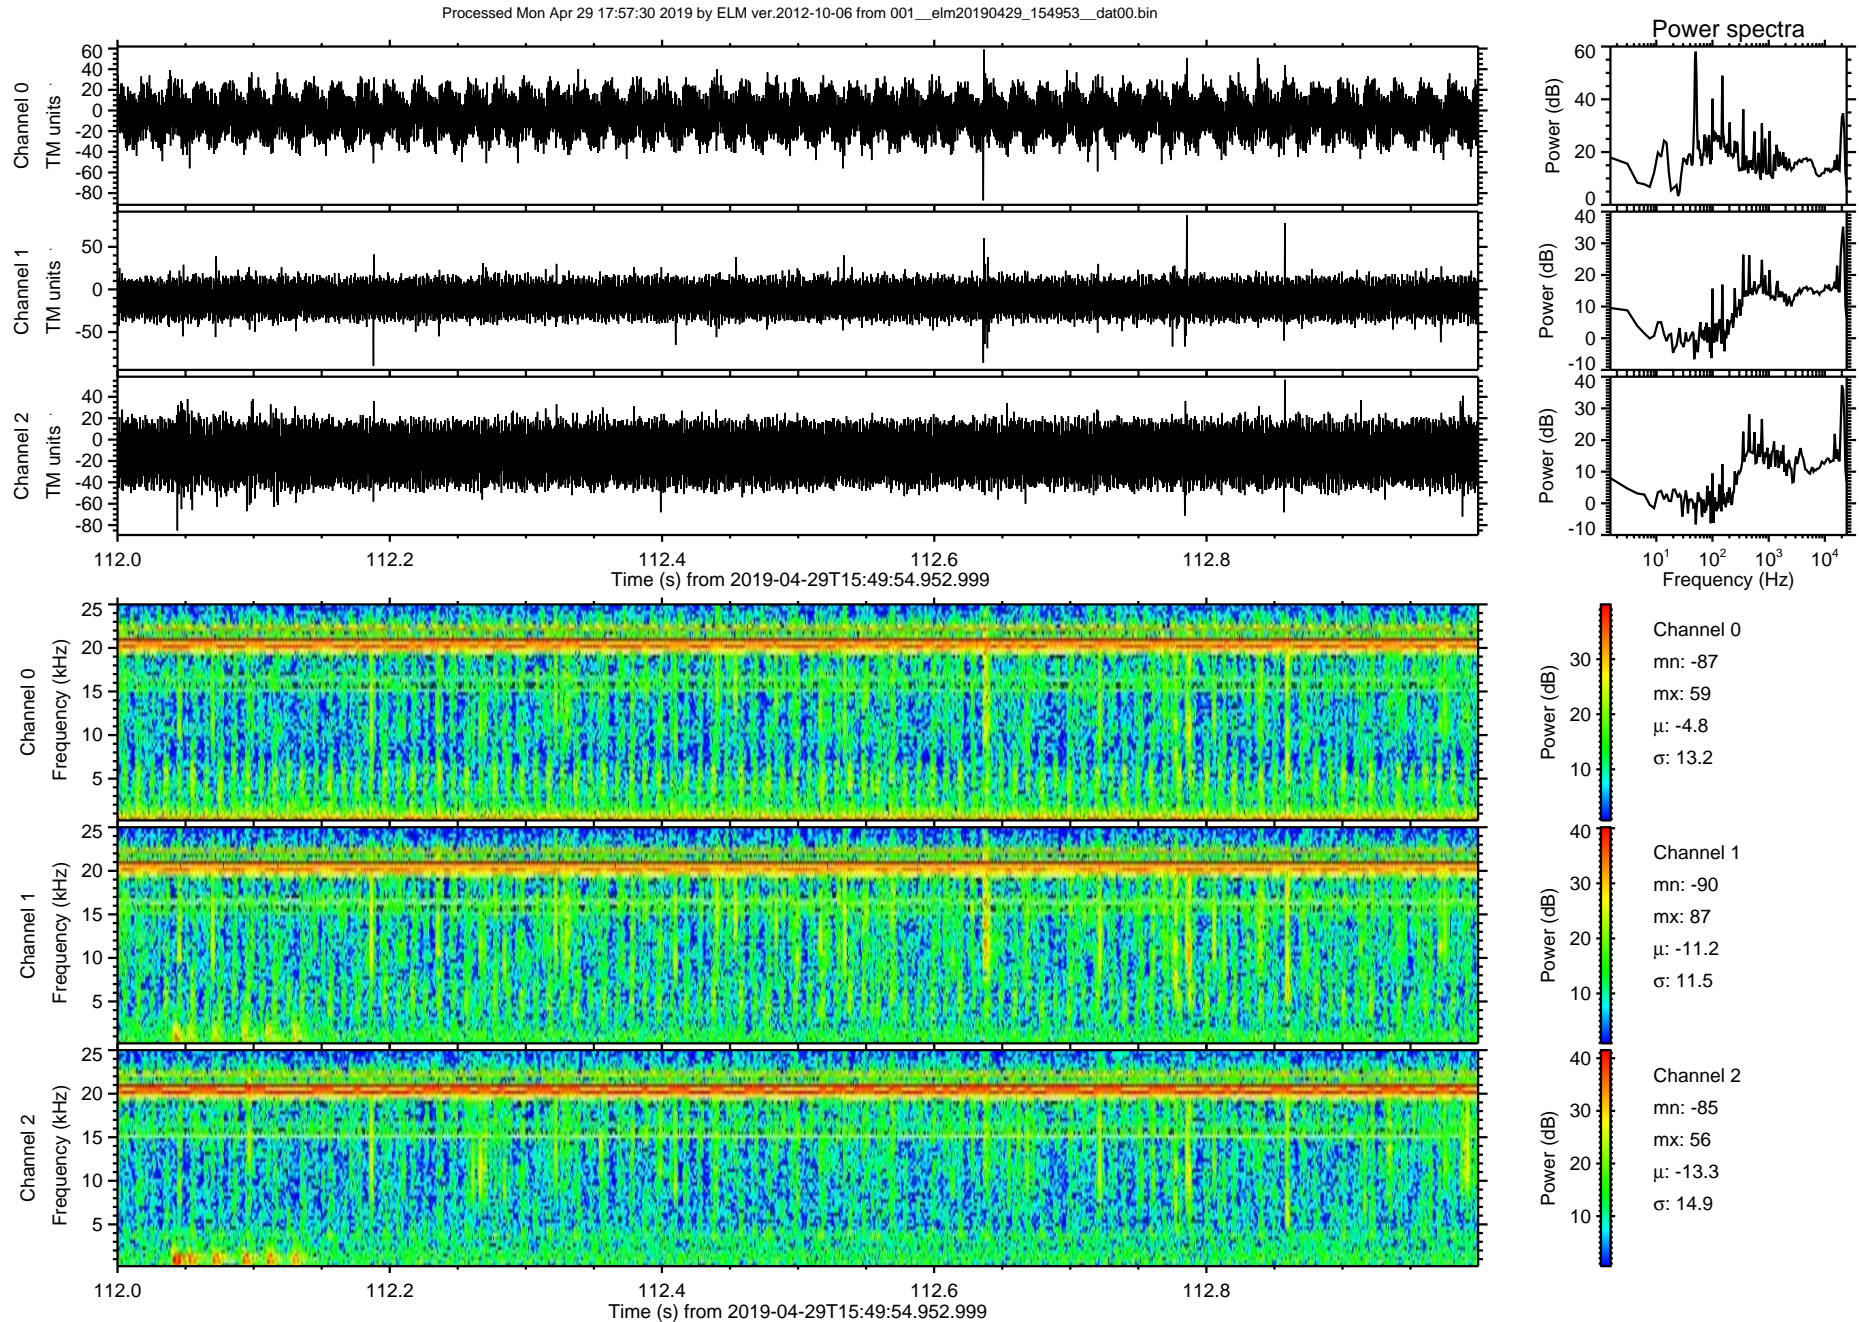 Processed Mon Apr 29 17:57:30 2019 by ELM ver.2012-10-06 from 001__elm20190429_154953__dat00.bin
Power spectra
Channel 0
TM units
60
40
20
0
-20
-40
-60
-80
Power (dB)
60
40
20
0
Channel 1
TM units
50
0
-50
Power (dB)
40
30
20
10
0
-10
Channel 2
TM units
40
20
0
-20
-40
-60
-80
Power (dB)
40
30
20
10
0
-10
112.0 112.2 112.4 112.6 112.8
Time (s) from 2019-04-29T15:49:54.952.999
10¹ 10² 10³ 10⁴
Frequency (Hz)
Channel 0
Frequency (kHz)
25
20
15
10
5
Power (dB)
30
20
10
Channel 0
mn: -87
mx: 59
μ: -4.8
σ: 13.2
Channel 1
Frequency (kHz)
25
20
15
10
5
Power (dB)
40
30
20
10
Channel 1
mn: -90
mx: 87
μ: -11.2
σ: 11.5
Channel 2
Frequency (kHz)
25
20
15
10
5
Power (dB)
40
30
20
10
Channel 2
mn: -85
mx: 56
μ: -13.3
σ: 14.9
112.0 112.2 112.4 112.6 112.8
Time (s) from 2019-04-29T15:49:54.952.999